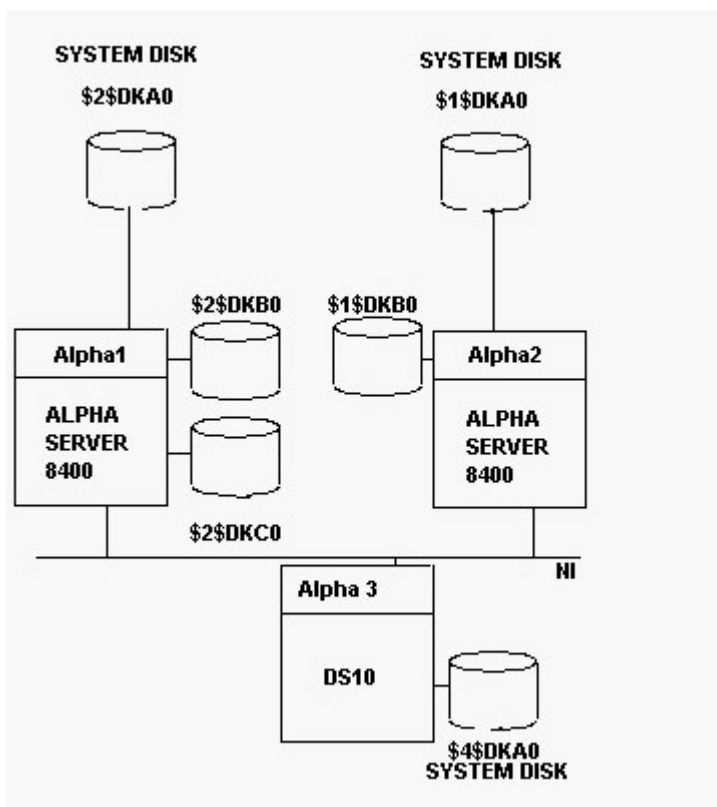 SYSTEM DISK
$2$DKA0
SYSTEM DISK
$1$DKA0
$2$DKB0
$1$DKB0
Alpha1
ALPHA
SERVER
8400
$2$DKC0
Alpha2
ALPHA
SERVER
8400
NI
Alpha 3
DS10
$4$DKA0
SYSTEM DISK